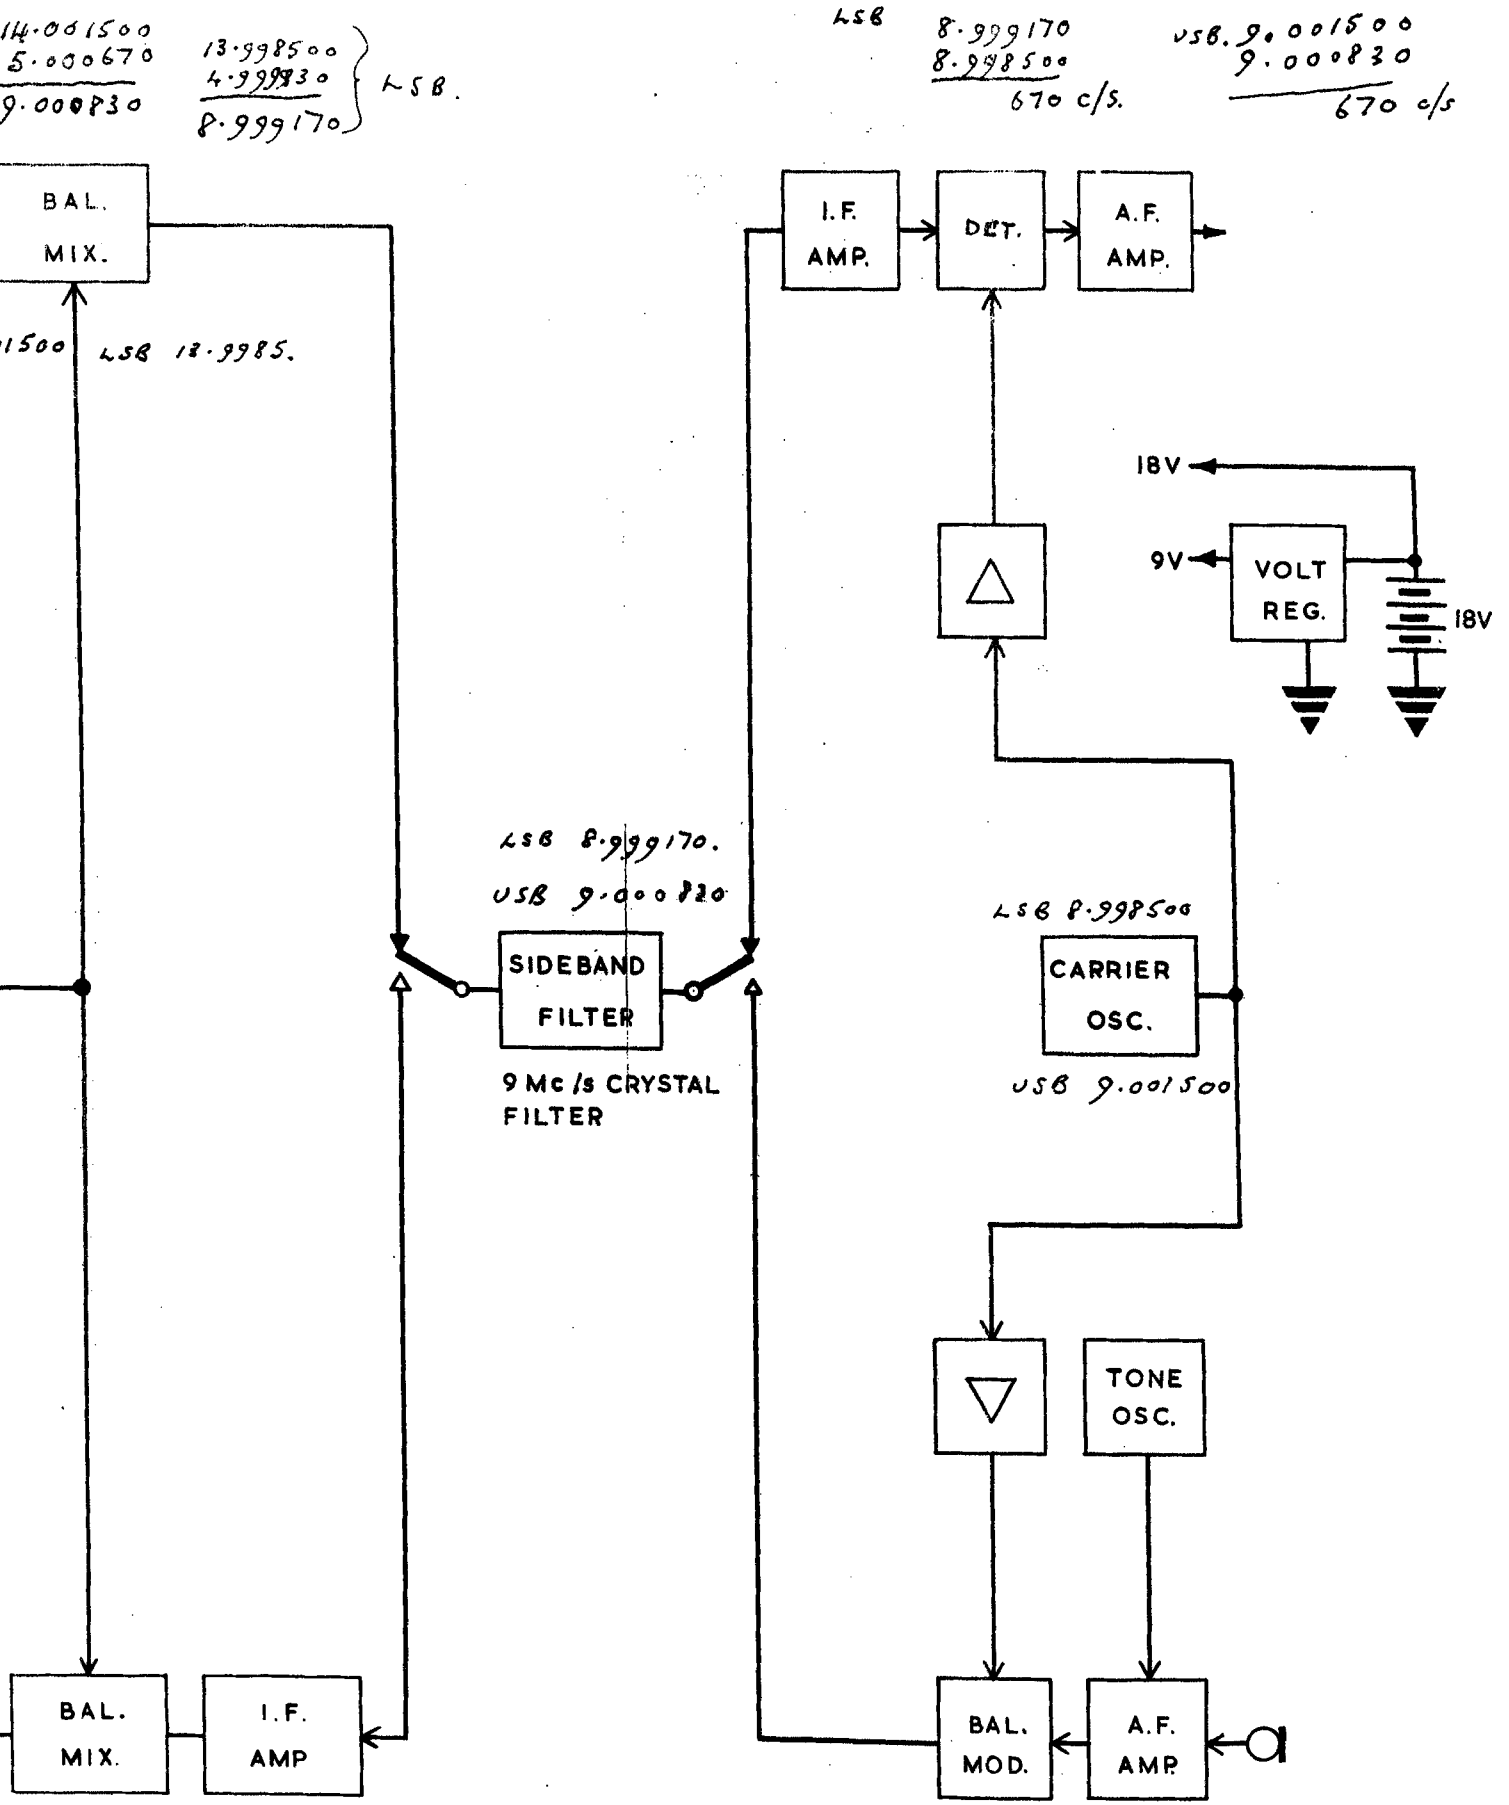 14.001500
5.000670
9.000830
13.998500
4.999830
8.999170
LSB.
LSB
8.999170
8.998500
670 c/s.
USB. 9.001500
9.000830
670 c/s
BAL.
MIX.
1500
LSB 13.9985.
I.F.
AMP.
DET.
A.F.
AMP.
18V
9V
VOLT
REG.
18V
LSB 8.999170.
USB 9.000830
SIDEBAND
FILTER
9 Mc/s CRYSTAL
FILTER
LSB 8.998500
CARRIER
OSC.
USB 9.001500
TONE
OSC.
BAL.
MIX.
I.F.
AMP
BAL.
MOD.
A.F.
AMP.